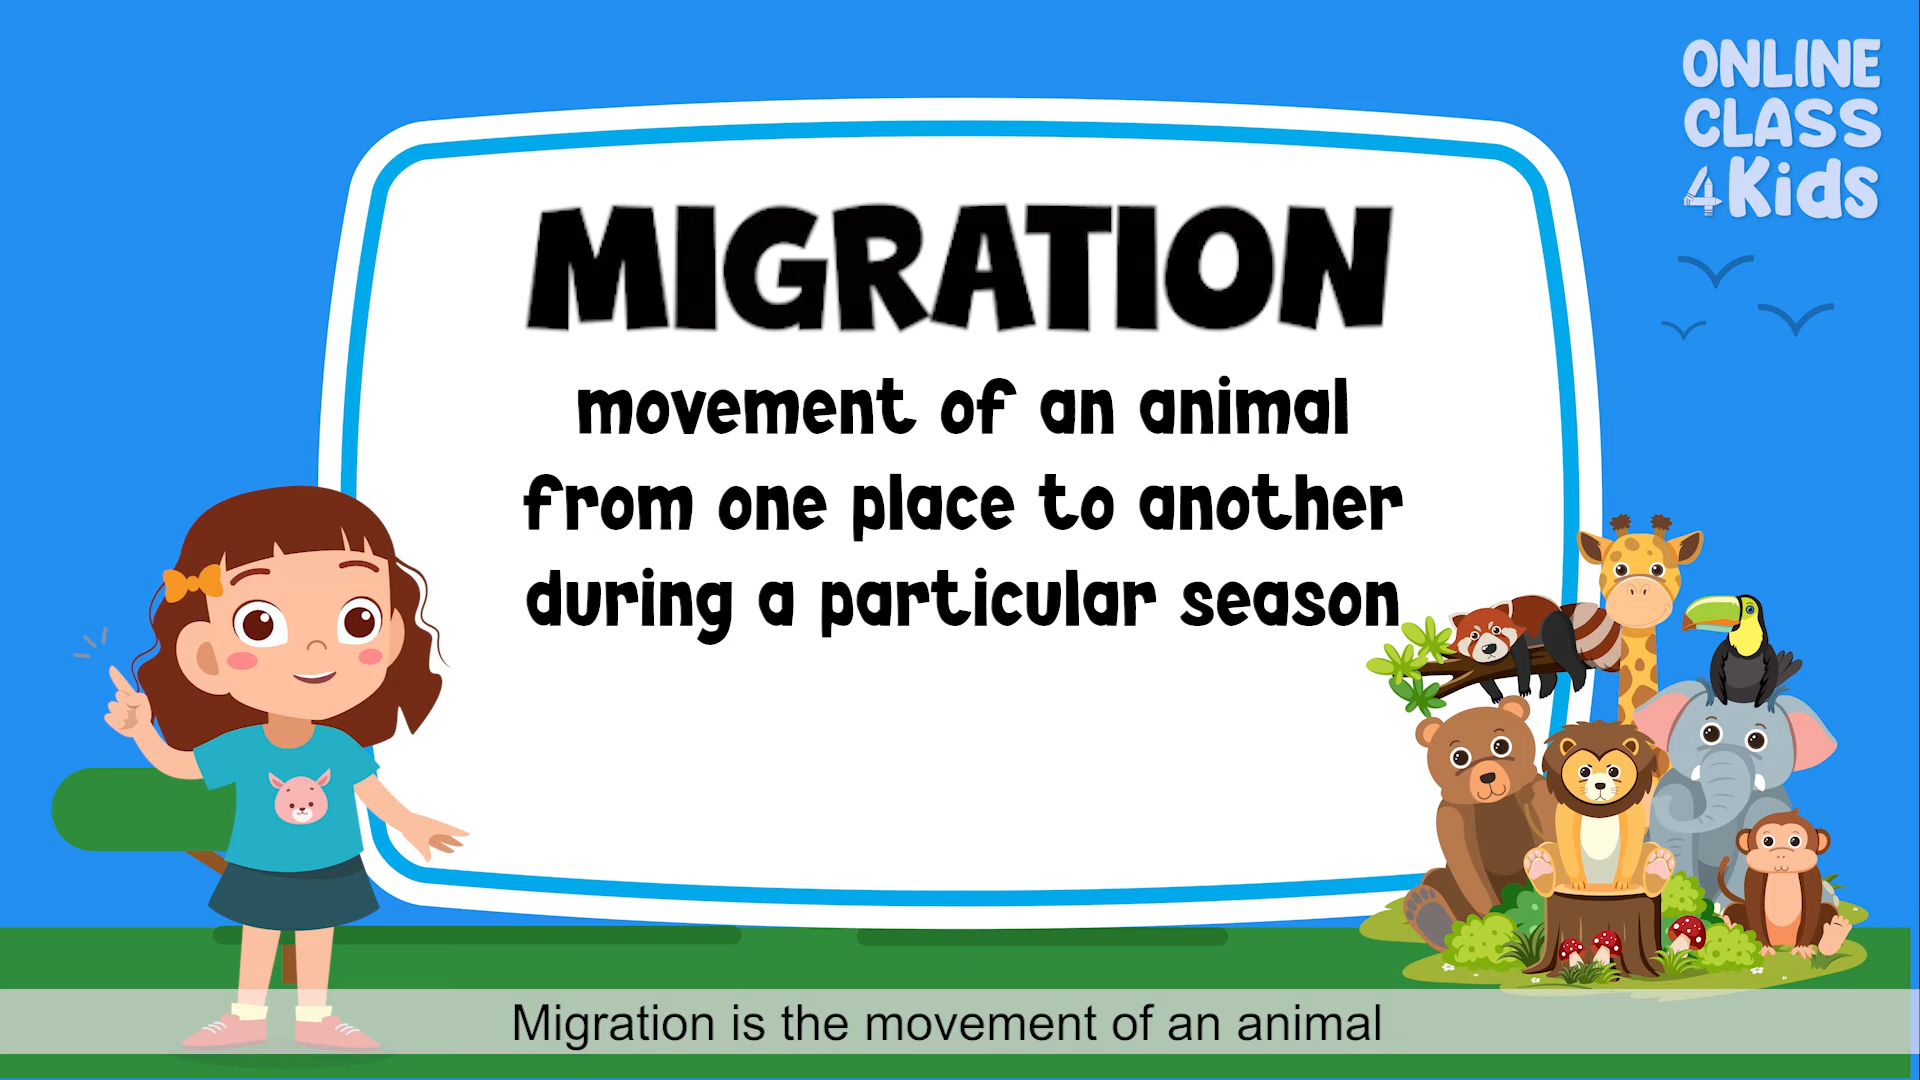 ONLINE
CLASS
4Kids
MIGRATION
movement of an animal
from one place to another
during a particular season
Migration is the movement of an animal